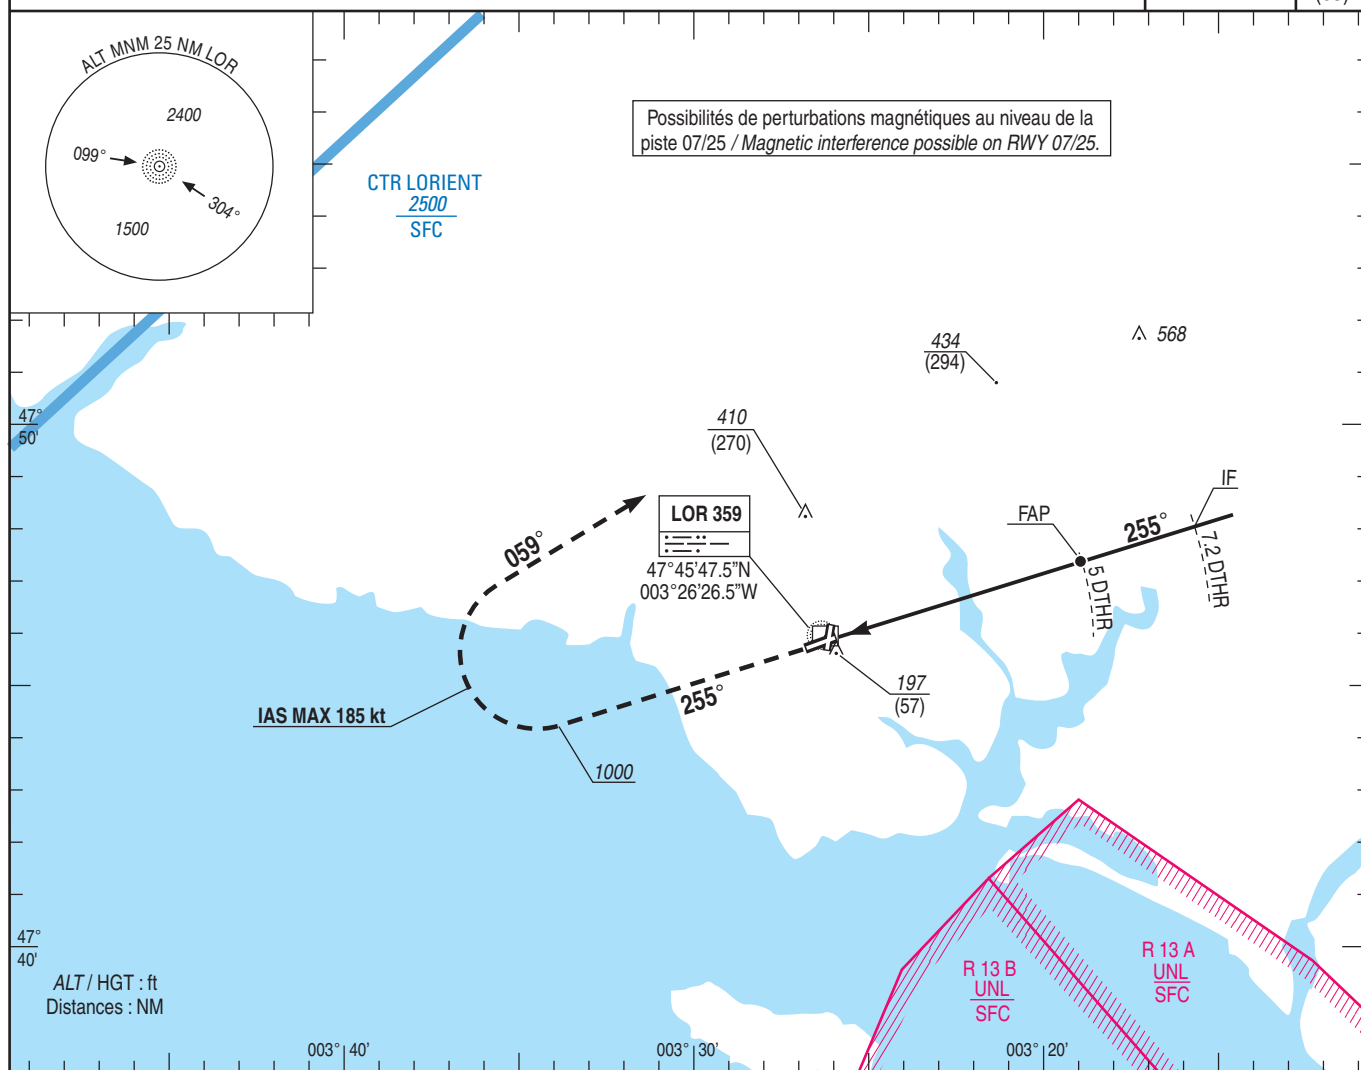 ALT MNM 25 NM LOR
2400
099°
304°
1500
Possibilités de perturbations magnétiques au niveau de la
piste 07/25 / Magnetic interference possible on RWY 07/25.
CTR LORIENT
2500
SFC
434
(294)
568
47°
50'
410
(270)
IF
FAP
255°
LOR 359
47°45'47.5"N
003°26'26.5"W
059°
5 DTHR
7.2 DTHR
197
(57)
255°
IAS MAX 185 kt
1000
47°
40'
R 13 A
UNL
SFC
R 13 B
UNL
SFC
ALT / HGT : ft
Distances : NM
003° 40'
003° 30'
003° 20'